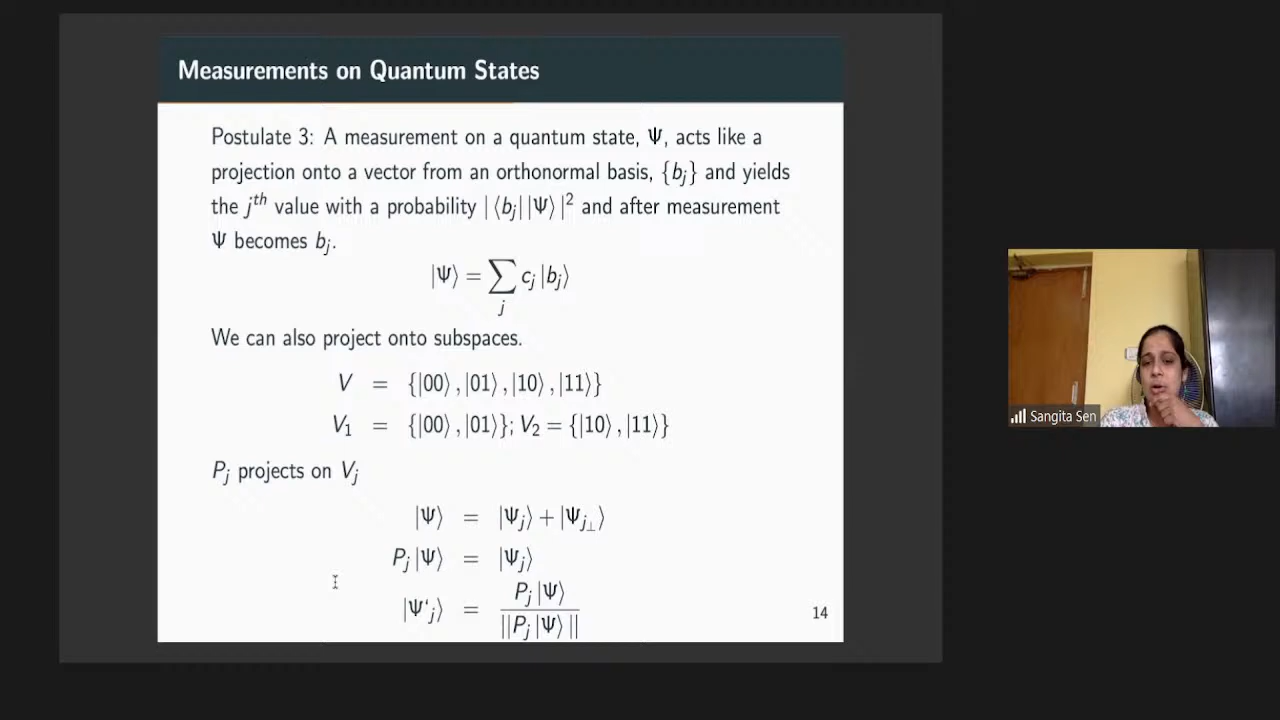 Measurements on Quantum States
Postulate 3: A measurement on a quantum state, Ψ, acts like a
projection onto a vector from an orthonormal basis, {b_j} and yields
the j^th value with a probability |⟨b_j||Ψ⟩|^2 and after measurement
Ψ becomes b_j.
|Ψ⟩ = ∑_j c_j |b_j⟩
We can also project onto subspaces.
V = {|00⟩, |01⟩, |10⟩, |11⟩}
V_1 = {|00⟩, |01⟩}; V_2 = {|10⟩, |11⟩}
P_j projects on V_j
|Ψ⟩ = |Ψ_j⟩ + |Ψ_j⊥⟩
P_j |Ψ⟩ = |Ψ_j⟩
|Ψ‘_j⟩ = P_j |Ψ⟩ / ||P_j |Ψ⟩||
14
Sangita Sen